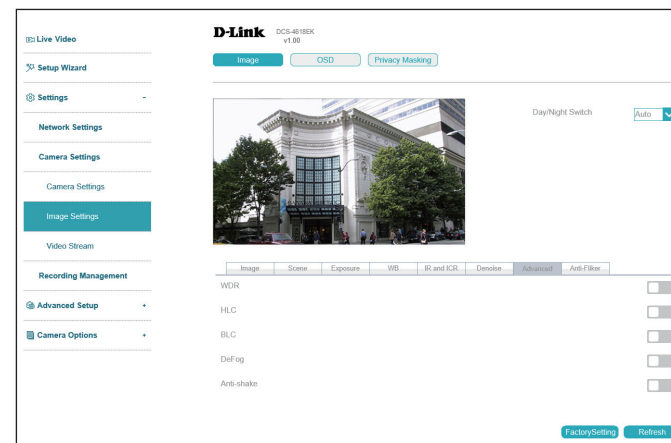 Live Video
Setup Wizard
Settings -
Network Settings
Camera Settings
Camera Settings
Image Settings
Video Stream
Recording Management
Advanced Setup +
Camera Options +
D-Link DCS-4618EK
v1.00
Image OSD Privacy Masking
Day/Night Switch Auto
Image Scene Exposure WB IR and ICR Denoise Advanced Anti-Fliker
WDR
HLC
BLC
DeFog
Anti-shake
FactorySetting Refresh